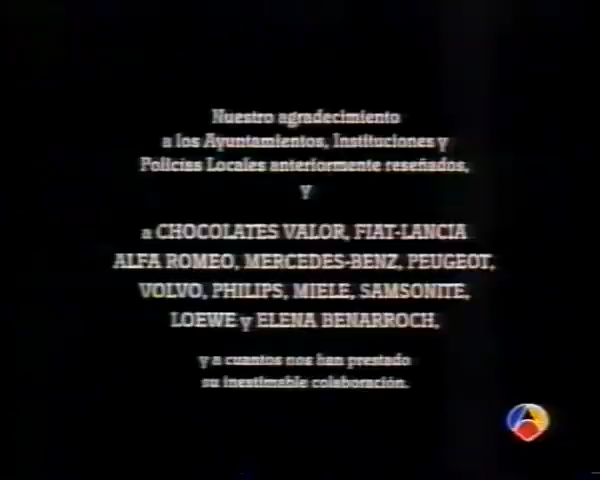 Nuestro agradecimiento
a los Ayuntamientos, Instituciones y
Policías Locales anteriormente reseñados,
Y
a CHOCOLATES VALOR, FIAT-LANCIA
ALFA ROMEO, MERCEDES-BENZ, PEUGEOT,
VOLVO, PHILIPS, MIELE, SAMSONITE,
LOEWE y ELENA BENARROCH,
y a cuantos nos han prestado
su inestimable colaboración.